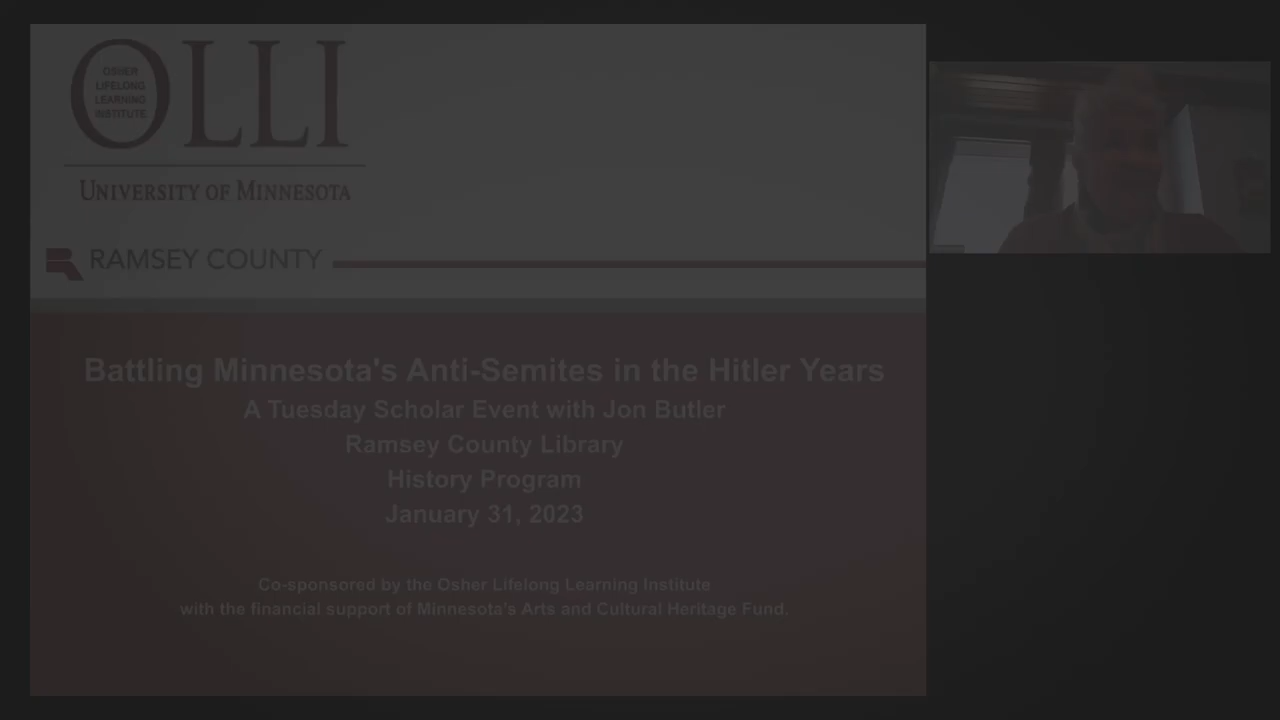 OLLI
OSHER
LIFELONG
LEARNING
INSTITUTE
UNIVERSITY OF MINNESOTA
RAMSEY COUNTY
Battling Minnesota's Anti-Semites in the Hitler Years
A Tuesday Scholar Event with Jon Butler
Ramsey County Library
History Program
January 31, 2023
Co-sponsored by the Osher Lifelong Learning Institute
with the financial support of Minnesota's Arts and Cultural Heritage Fund.